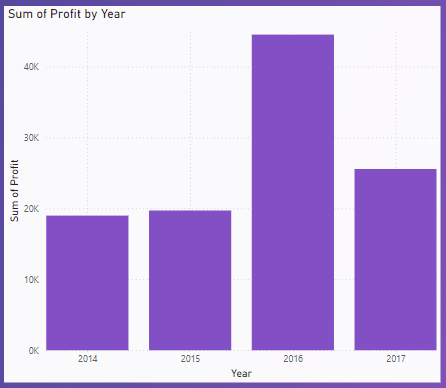 Sum of Profit by Year
Sum of Profit
40K
30K
20K
10K
0K
2014 2015 2016 2017
Year